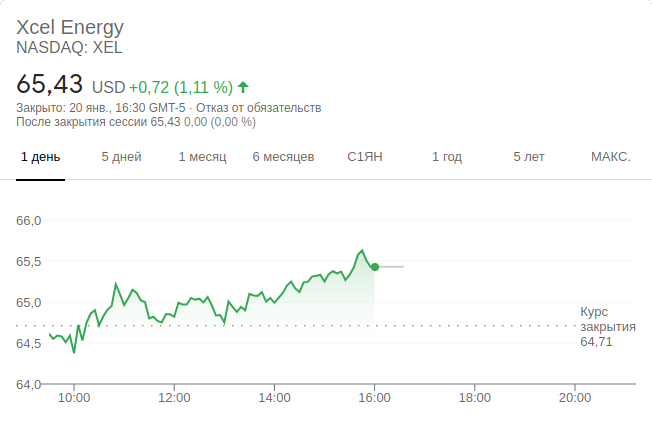 Xcel Energy
NASDAQ: XEL
65,43 USD +0,72 (1,11 %)
Закрыто: 20 янв., 16:30 GMT-5 · Отказ от обязательств
После закрытия сессии 65,43 0,00 (0,00 %)
1 день 5 дней 1 месяц 6 месяцев С1ЯН 1 год 5 лет МАКС.
66,0
65,5
65,0
Курс
закрытия
64,71
64,5
64,0
10:00 12:00 14:00 16:00 18:00 20:00